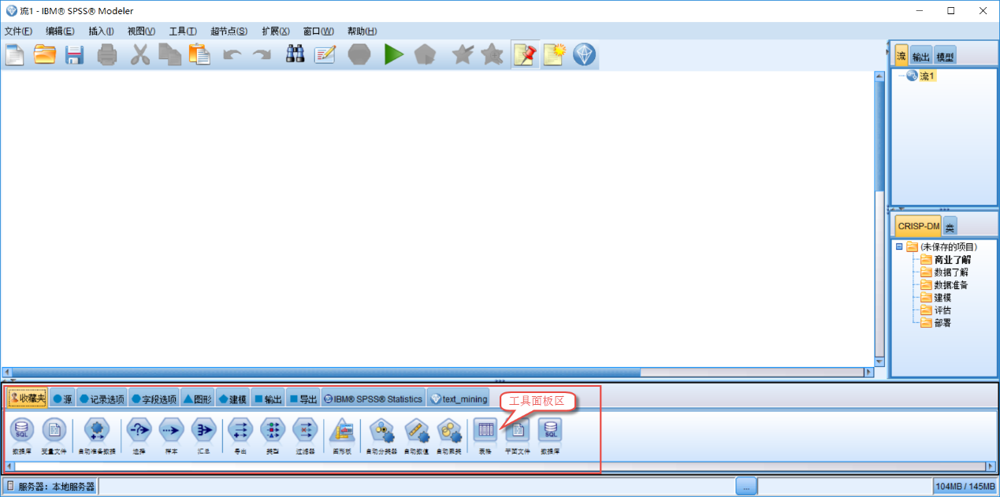 流1 - IBM® SPSS® Modeler
文件(F) 编辑(E) 插入(I) 视图(V) 工具(T) 超节点(S) 扩展(X) 窗口(W) 帮助(H)
流 输出 模型
流1
CRISP-DM 类
(未保存的项目)
商业了解
数据了解
数据准备
建模
评估
部署
收藏夹 源 记录选项 字段选项 图形 建模 输出 导出 IBM® SPSS® Statistics text_mining
工具面板区
SQL SQL
数据库 变量文件 自动准备数据 选择 样本 汇总 导出 类型 过滤器 图形板 自动分类器 自动数值 自动聚类 表格 平面文件 数据库
服务器：本地服务器 ... 104MB / 145MB